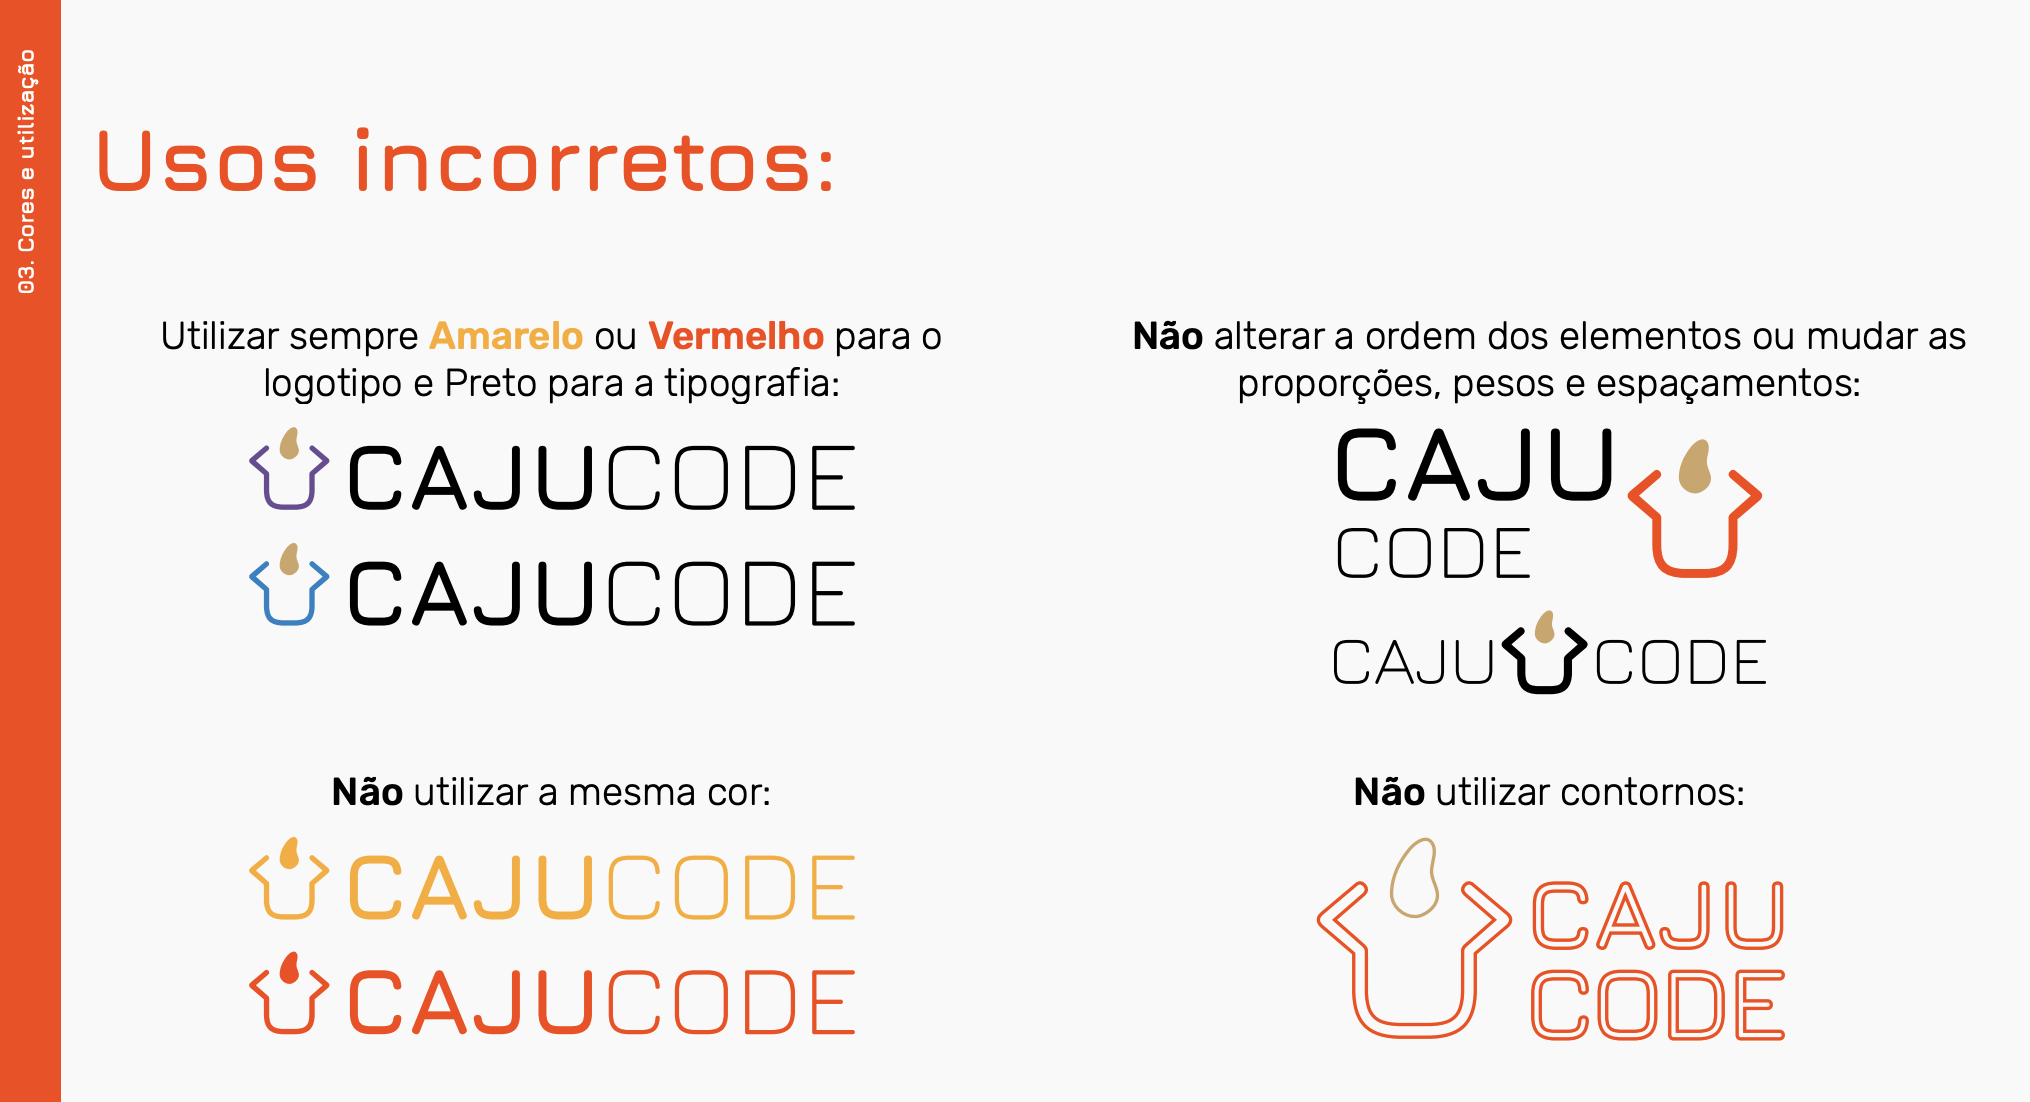 03. Cores e utilização
Usos incorretos:
Utilizar sempre Amarelo ou Vermelho para o
logotipo e Preto para a tipografia:
CAJUCODE
CAJUCODE
Não alterar a ordem dos elementos ou mudar as
proporções, pesos e espaçamentos:
CAJU
CODE
CAJU CODE
Não utilizar a mesma cor:
CAJUCODE
CAJUCODE
Não utilizar contornos:
CAJU
CODE